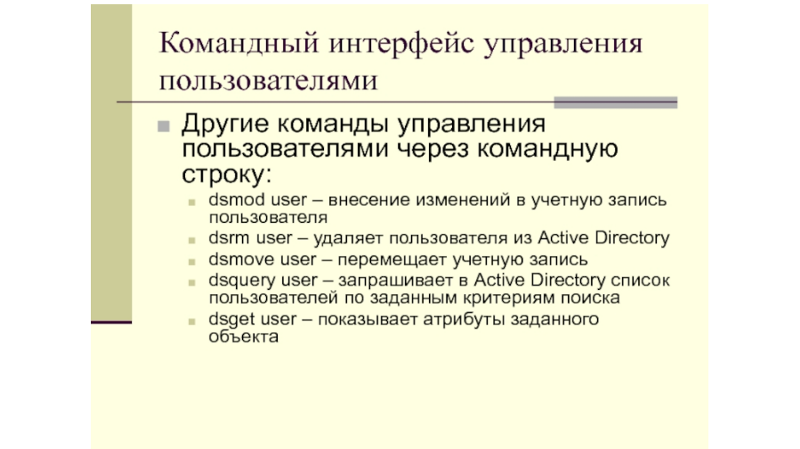 Командный интерфейс управления
пользователями
Другие команды управления
пользователями через командную
строку:
dsmod user – внесение изменений в учетную запись
пользователя
dsrm user – удаляет пользователя из Active Directory
dsmove user – перемещает учетную запись
dsquery user – запрашивает в Active Directory список
пользователей по заданным критериям поиска
dsget user – показывает атрибуты заданного
объекта